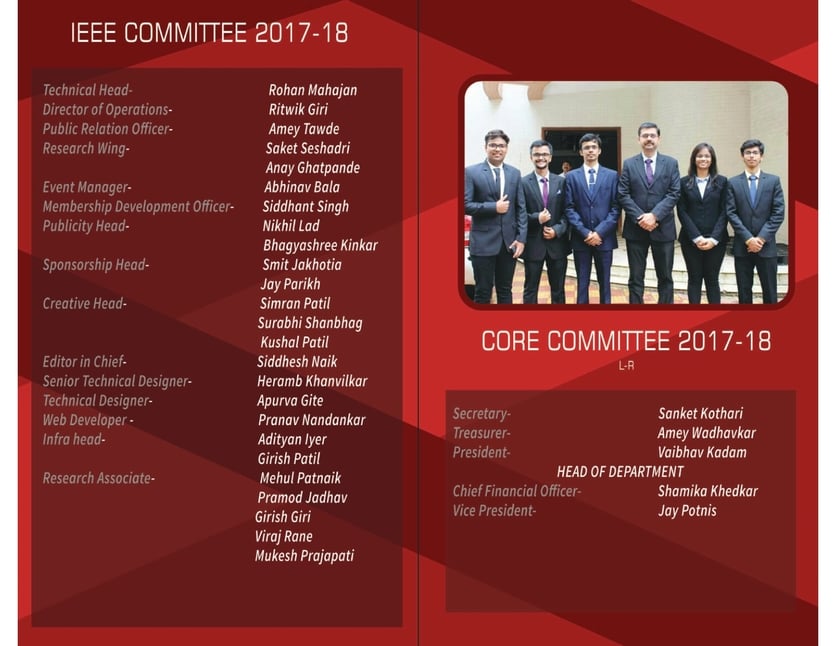 IEEE COMMITTEE 2017-18
Technical Head- Rohan Mahajan
Director of Operations- Ritwik Giri
Public Relation Officer- Amey Tawde
Research Wing- Saket Seshadri
Anay Ghatpande
Event Manager- Abhinav Bala
Membership Development Officer- Siddhant Singh
Publicity Head- Nikhil Lad
Bhagyashree Kinkar
Sponsorship Head- Smit Jakhotia
Jay Parikh
Creative Head- Simran Patil
Surabhi Shanbhag
Kushal Patil
Editor in Chief- Siddhesh Naik
Senior Technical Designer- Heramb Khanvilkar
Technical Designer- Apurva Gite
Web Developer - Pranav Nandankar
Infra head- Adityan Iyer
Girish Patil
Research Associate- Mehul Patnaik
Pramod Jadhav
Girish Giri
Viraj Rane
Mukesh Prajapati
CORE COMMITTEE 2017-18
L-R
Secretary- Sanket Kothari
Treasurer- Amey Wadhavkar
President- Vaibhav Kadam
HEAD OF DEPARTMENT
Chief Financial Officer- Shamika Khedkar
Vice President- Jay Potnis